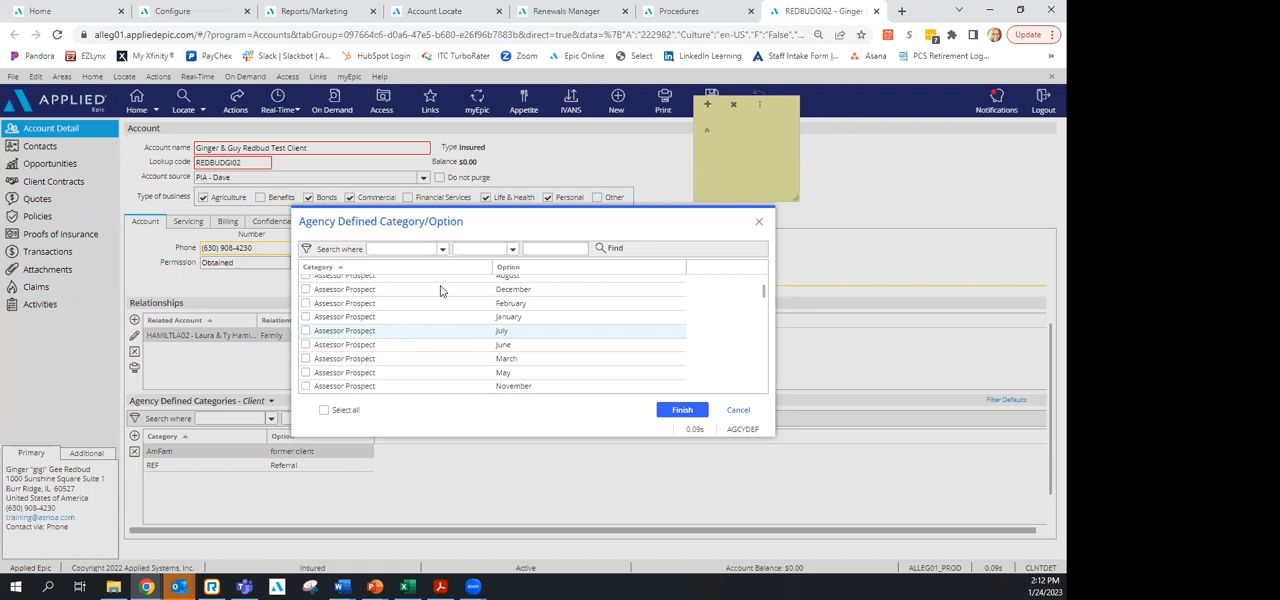 Home
Configure
Reports/Marketing
Account Locate
Renewals Manager
Procedures
REDBUDGI02 - Ginger
alleg01.appliedepic.com/#/?program=Accounts&tabGroup=097664c6-d0a6-47e5-b680-e26f96b7883b&direct=true&data=%7B"A":"222982","Culture":"en-US","F":"False",
Update
Pandora
EZLynx
My Xfinity®
PayChex
Slack | Slackbot |...
HubSpot Login
ITC TurboRater
Zoom
Epic Online
Select
LinkedIn Learning
Staff Intake Form |...
Asana
PCS Retirement Log...
File Edit Areas Home Locate Actions Real-Time On Demand Access Links myEpic Help
APPLIED EPIC
Home Locate Actions Real-Time On Demand Access Links myEpic Appetite IVANS New Print
Notifications Logout
Account Detail
Contacts
Opportunities
Client Contracts
Quotes
Policies
Proofs of Insurance
Transactions
Attachments
Claims
Activities
Account
Account name Ginger & Guy Redbud Test Client Type Insured
Lookup code REDBUDGI02 Balance $0.00
Account source PIA - Dave Do not purge
Type of business Agriculture Benefits Bonds Commercial Financial Services Life & Health Personal Other
Account Servicing Billing Confidential
Number
Phone (630) 908-4230
Permission Obtained
Relationships
Related Account Relations
HAMILTLA02 - Laura & Ty Hami... Family
Agency Defined Categories - Client
Filter Defaults
Search where
Category Option
AmFam former client
REF Referral
Agency Defined Category/Option
Search where Find
Category Option
Assessor Prospect August
Assessor Prospect December
Assessor Prospect February
Assessor Prospect January
Assessor Prospect July
Assessor Prospect June
Assessor Prospect March
Assessor Prospect May
Assessor Prospect November
Select all
Finish Cancel
0.09s AGCYDEF
Primary Additional
Ginger "gigi" Gee Redbud
1000 Sunshine Square Suite 1
Burr Ridge, IL 60527
United States of America
(630) 908-4230
training@asnoa.com
Contact via: Phone
Applied Epic Copyright 2022 Applied Systems, Inc. Insured Active Account Balance: $0.00 ALLEG01_PROD 0.09s CLNTDET
2:12 PM
1/24/2023